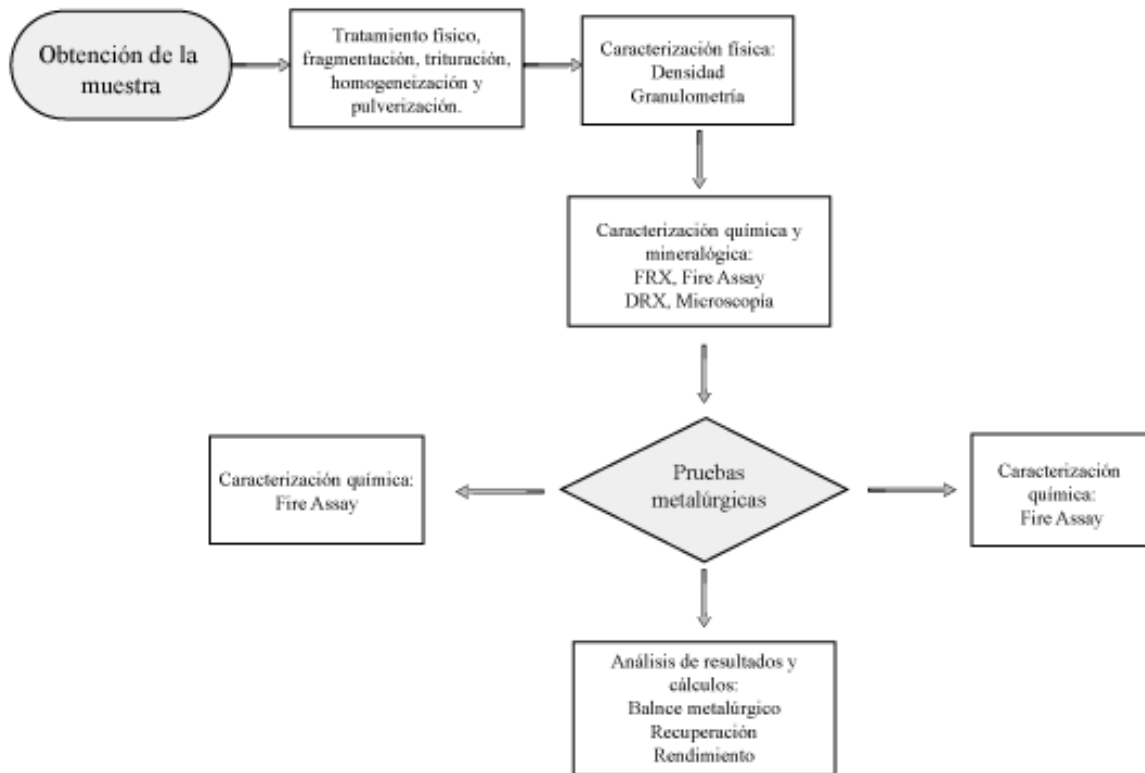 Obtención de la
muestra
Tratamiento físico,
fragmentación, trituración,
homogeneización y
pulverización.
Caracterización física:
Densidad
Granulometría
Caracterización química y
mineralógica:
FRX, Fire Assay
DRX, Microscopía
Pruebas
metalúrgicas
Caracterización química:
Fire Assay
Caracterización
química:
Fire Assay
Análisis de resultados y
cálculos:
Balnce metalúrgico
Recuperación
Rendimiento